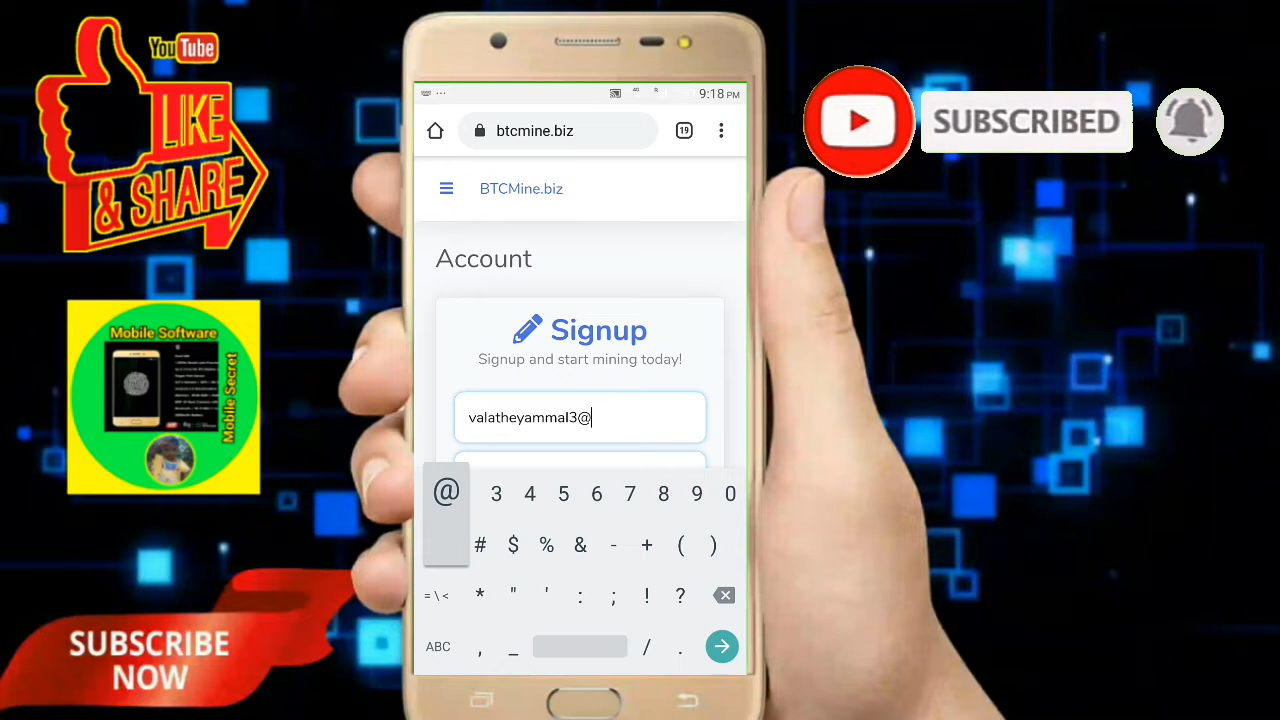 YouTube
LIKE
& SHARE
Mobile Software
Mobile Secret
SUBSCRIBE
NOW
9:18 PM
btcmine.biz
19
BTCMine.biz
Account
Signup
Signup and start mining today!
valatheyammal3@
@ 3 4 5 6 7 8 9 0
# $ % & - + ( )
= \ < * " ' : ; ! ?
ABC , _ / .
SUBSCRIBED